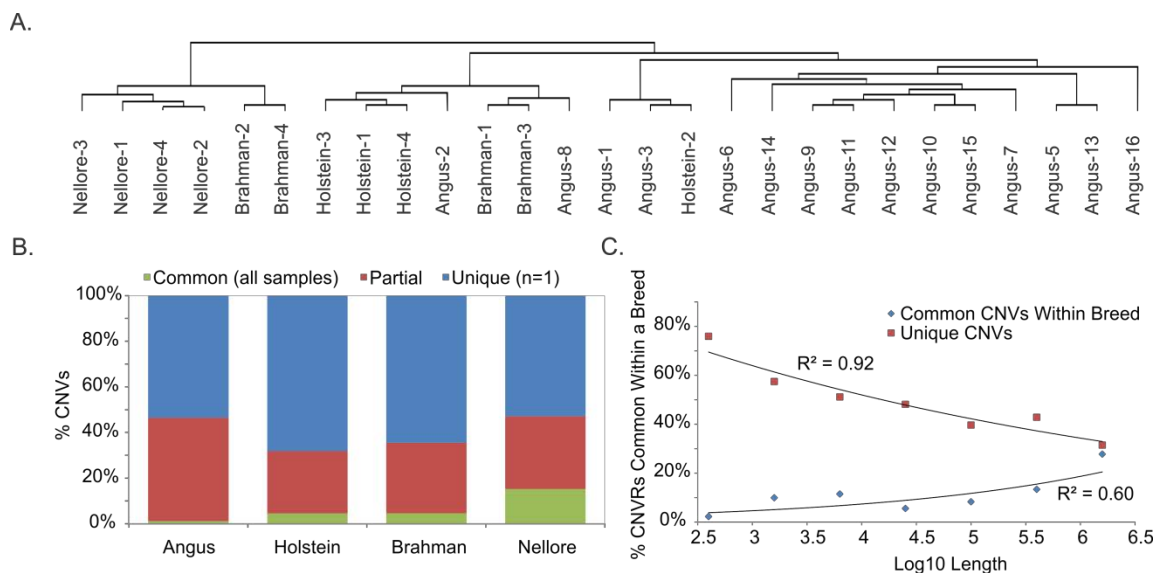 A.
Nellore-3
Nellore-1
Nellore-4
Nellore-2
Brahman-2
Brahman-4
Holstein-3
Holstein-1
Holstein-4
Angus-2
Brahman-1
Brahman-3
Angus-8
Angus-1
Angus-3
Holstein-2
Angus-6
Angus-14
Angus-9
Angus-11
Angus-12
Angus-10
Angus-15
Angus-7
Angus-5
Angus-13
Angus-16
B.
Common (all samples) Partial Unique (n=1)
% CNVs
100%
80%
60%
40%
20%
0%
Angus Holstein Brahman Nellore
C.
% CNVRs Common Within a Breed
Common CNVs Within Breed
Unique CNVs
80%
60%
40%
20%
0%
R² = 0.92
R² = 0.60
2.5 3 3.5 4 4.5 5 5.5 6 6.5
Log10 Length